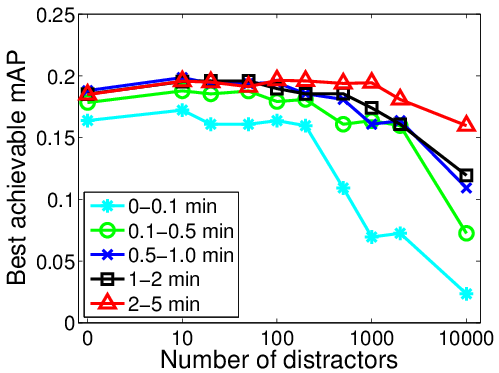 0.25
0.2
0.15
0.1
0.05
0
Best achievable mAP
0−0.1 min
0.1−0.5 min
0.5−1.0 min
1−2 min
2−5 min
0 10 100 1000 10000
Number of distractors